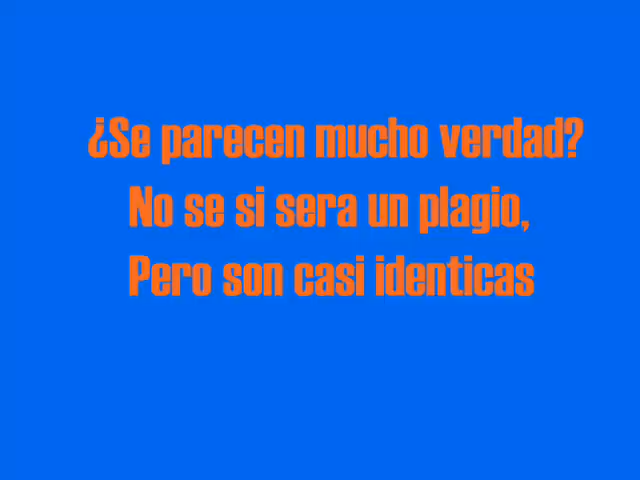 ¿Se parecen mucho verdad?
No se si sera un plagio,
Pero son casi identicas